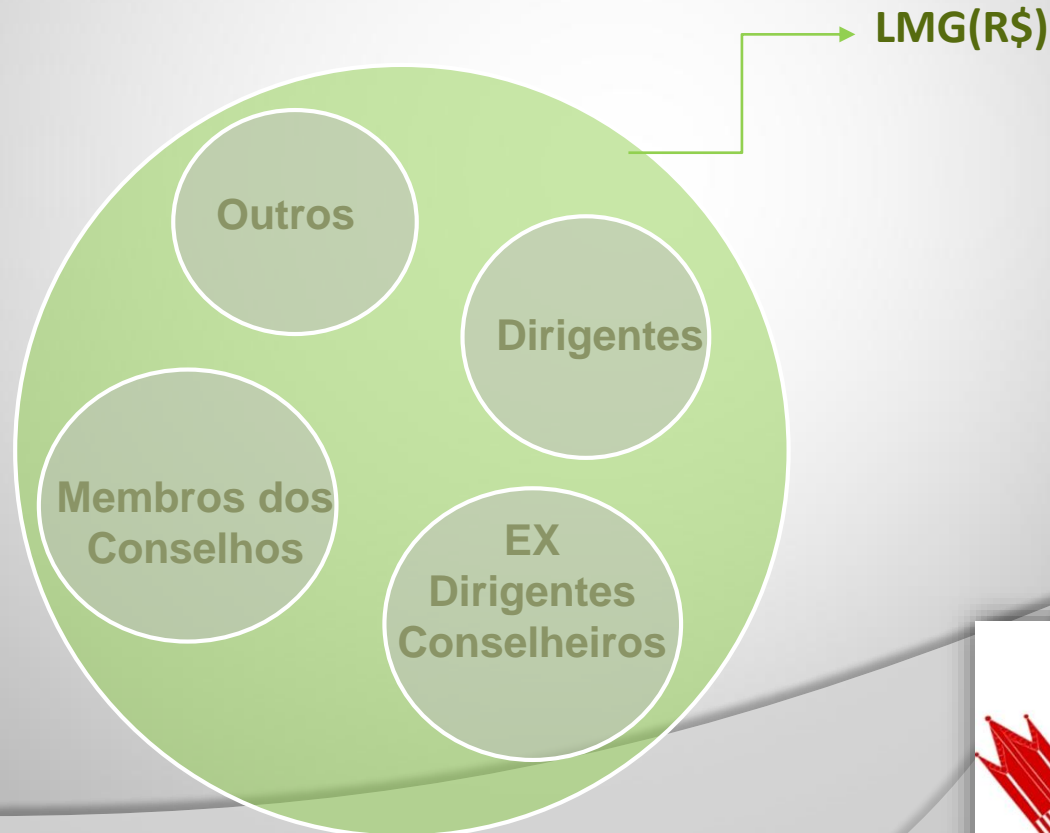 LMG(R$)
Outros
Dirigentes
Membros dos
Conselhos
EX
Dirigentes
Conselheiros